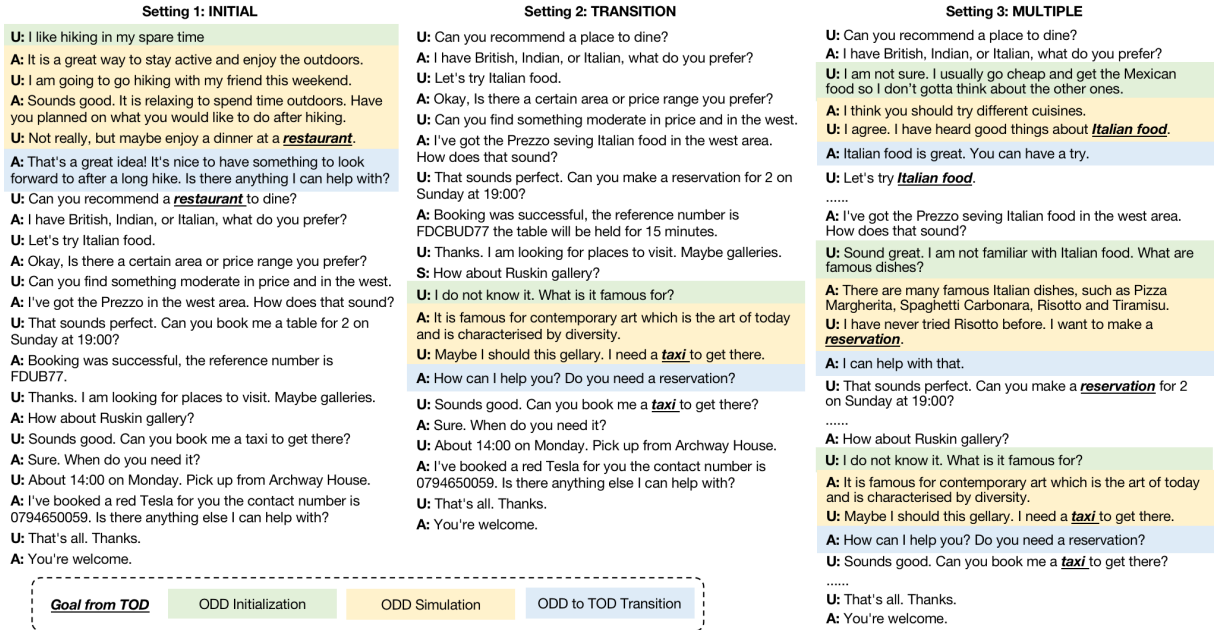 Setting 1: INITIAL
U: I like hiking in my spare time
A: It is a great way to stay active and enjoy the outdoors.
U: I am going to go hiking with my friend this weekend.
A: Sounds good. It is relaxing to spend time outdoors. Have
you planned on what you would like to do after hiking.
U: Not really, but maybe enjoy a dinner at a restaurant.
A: That's a great idea! It's nice to have something to look
forward to after a long hike. Is there anything I can help with?
U: Can you recommend a restaurant to dine?
A: I have British, Indian, or Italian, what do you prefer?
U: Let's try Italian food.
A: Okay, Is there a certain area or price range you prefer?
U: Can you find something moderate in price and in the west.
A: I've got the Prezzo in the west area. How does that sound?
U: That sounds perfect. Can you book me a table for 2 on
Sunday at 19:00?
A: Booking was successful, the reference number is
FDUB77.
U: Thanks. I am looking for places to visit. Maybe galleries.
A: How about Ruskin gallery?
U: Sounds good. Can you book me a taxi to get there?
A: Sure. When do you need it?
U: About 14:00 on Monday. Pick up from Archway House.
A: I've booked a red Tesla for you the contact number is
0794650059. Is there anything else I can help with?
U: That's all. Thanks.
A: You're welcome.
Setting 2: TRANSITION
U: Can you recommend a place to dine?
A: I have British, Indian, or Italian, what do you prefer?
U: Let's try Italian food.
A: Okay, Is there a certain area or price range you prefer?
U: Can you find something moderate in price and in the west.
A: I've got the Prezzo seving Italian food in the west area.
How does that sound?
U: That sounds perfect. Can you make a reservation for 2 on
Sunday at 19:00?
A: Booking was successful, the reference number is
FDCBUD77 the table will be held for 15 minutes.
U: Thanks. I am looking for places to visit. Maybe galleries.
S: How about Ruskin gallery?
U: I do not know it. What is it famous for?
A: It is famous for contemporary art which is the art of today
and is characterised by diversity.
U: Maybe I should this gellary. I need a taxi to get there.
A: How can I help you? Do you need a reservation?
U: Sounds good. Can you book me a taxi to get there?
A: Sure. When do you need it?
U: About 14:00 on Monday. Pick up from Archway House.
A: I've booked a red Tesla for you the contact number is
0794650059. Is there anything else I can help with?
U: That's all. Thanks.
A: You're welcome.
Setting 3: MULTIPLE
U: Can you recommend a place to dine?
A: I have British, Indian, or Italian, what do you prefer?
U: I am not sure. I usually go cheap and get the Mexican
food so I don't gotta think about the other ones.
A: I think you should try different cuisines.
U: I agree. I have heard good things about Italian food.
A: Italian food is great. You can have a try.
U: Let's try Italian food.
......
A: I've got the Prezzo seving Italian food in the west area.
How does that sound?
U: Sound great. I am not familiar with Italian food. What are
famous dishes?
A: There are many famous Italian dishes, such as Pizza
Margherita, Spaghetti Carbonara, Risotto and Tiramisu.
U: I have never tried Risotto before. I want to make a
reservation.
A: I can help with that.
U: That sounds perfect. Can you make a reservation for 2
on Sunday at 19:00?
......
A: How about Ruskin gallery?
U: I do not know it. What is it famous for?
A: It is famous for contemporary art which is the art of today
and is characterised by diversity.
U: Maybe I should this gellary. I need a taxi to get there.
A: How can I help you? Do you need a reservation?
U: Sounds good. Can you book me a taxi to get there?
......
U: That's all. Thanks.
A: You're welcome.
Goal from TOD
ODD Initialization
ODD Simulation
ODD to TOD Transition